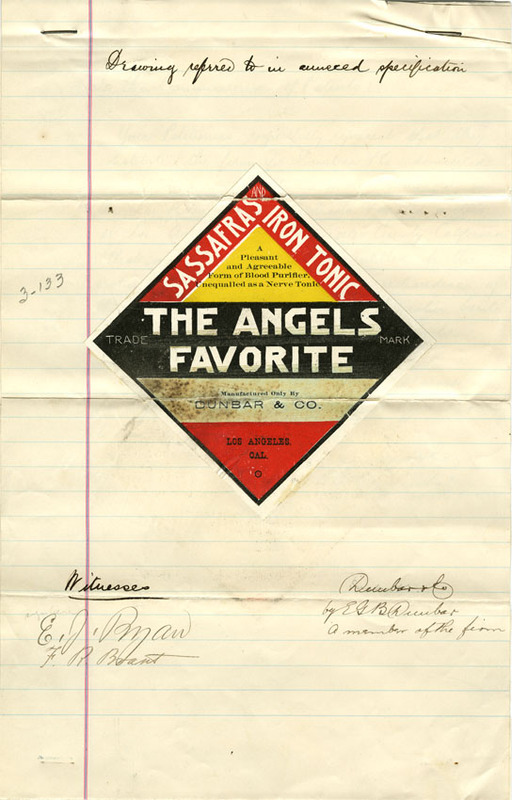 Drawing referred to in annexed specification
3-133
SASSAFRAS AND IRON TONIC
A
Pleasant
and Agreeable
Form of Blood Purifier,
Unequalled as a Nerve Tonic
THE ANGELS
TRADE MARK
FAVORITE
Manufactured Only By
DUNBAR & CO.
LOS ANGELES,
CAL.
Witnesses
Dunbar & Co
by E G B Dunbar
a member of the firm
E. J. Ryan
F. R.